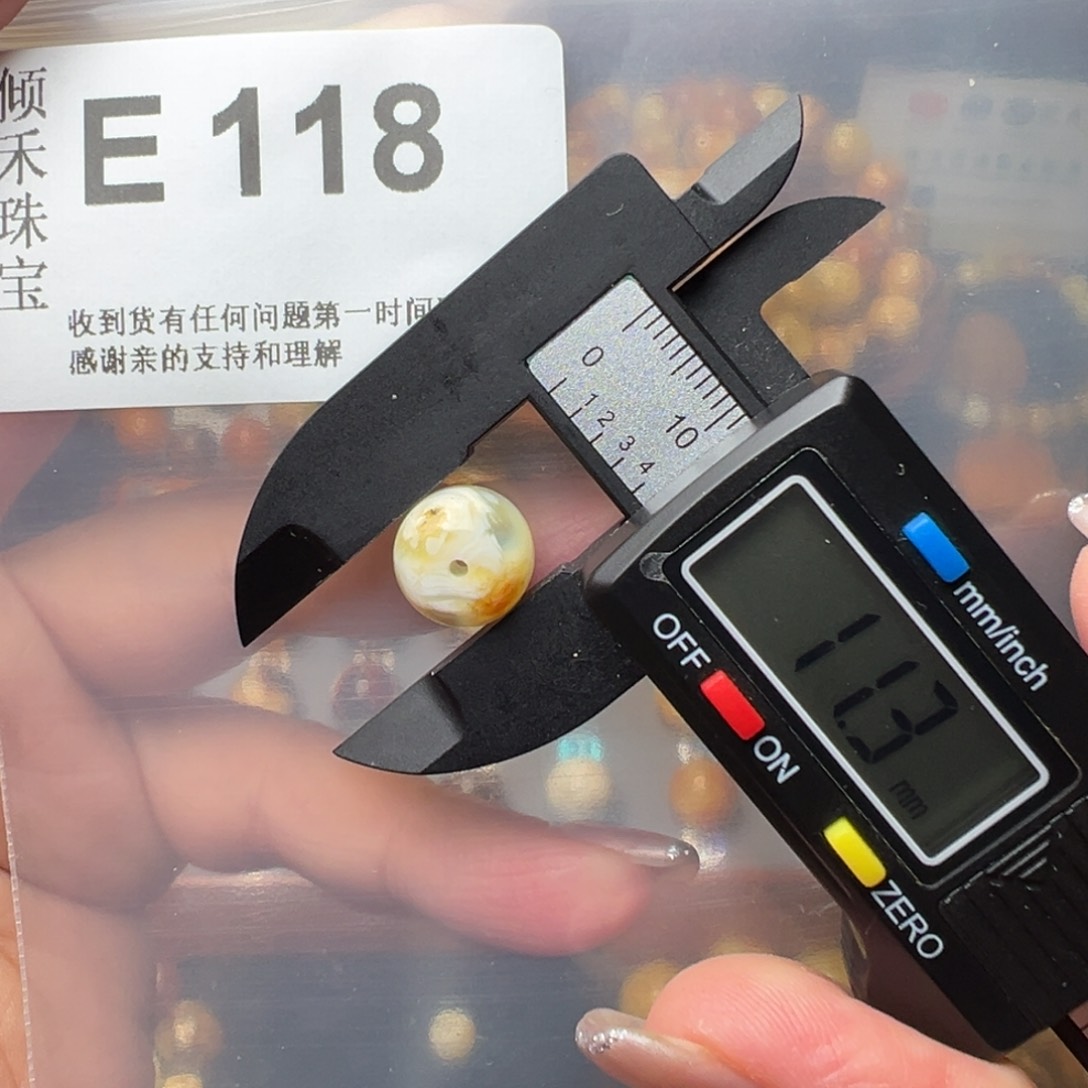 倾禾珠宝
E 118
收到货有任何问题第一时间
感谢亲的支持和理解
0
10
1 2 3 4
mm/inch
OFF
ON
11.3 mm
ZERO